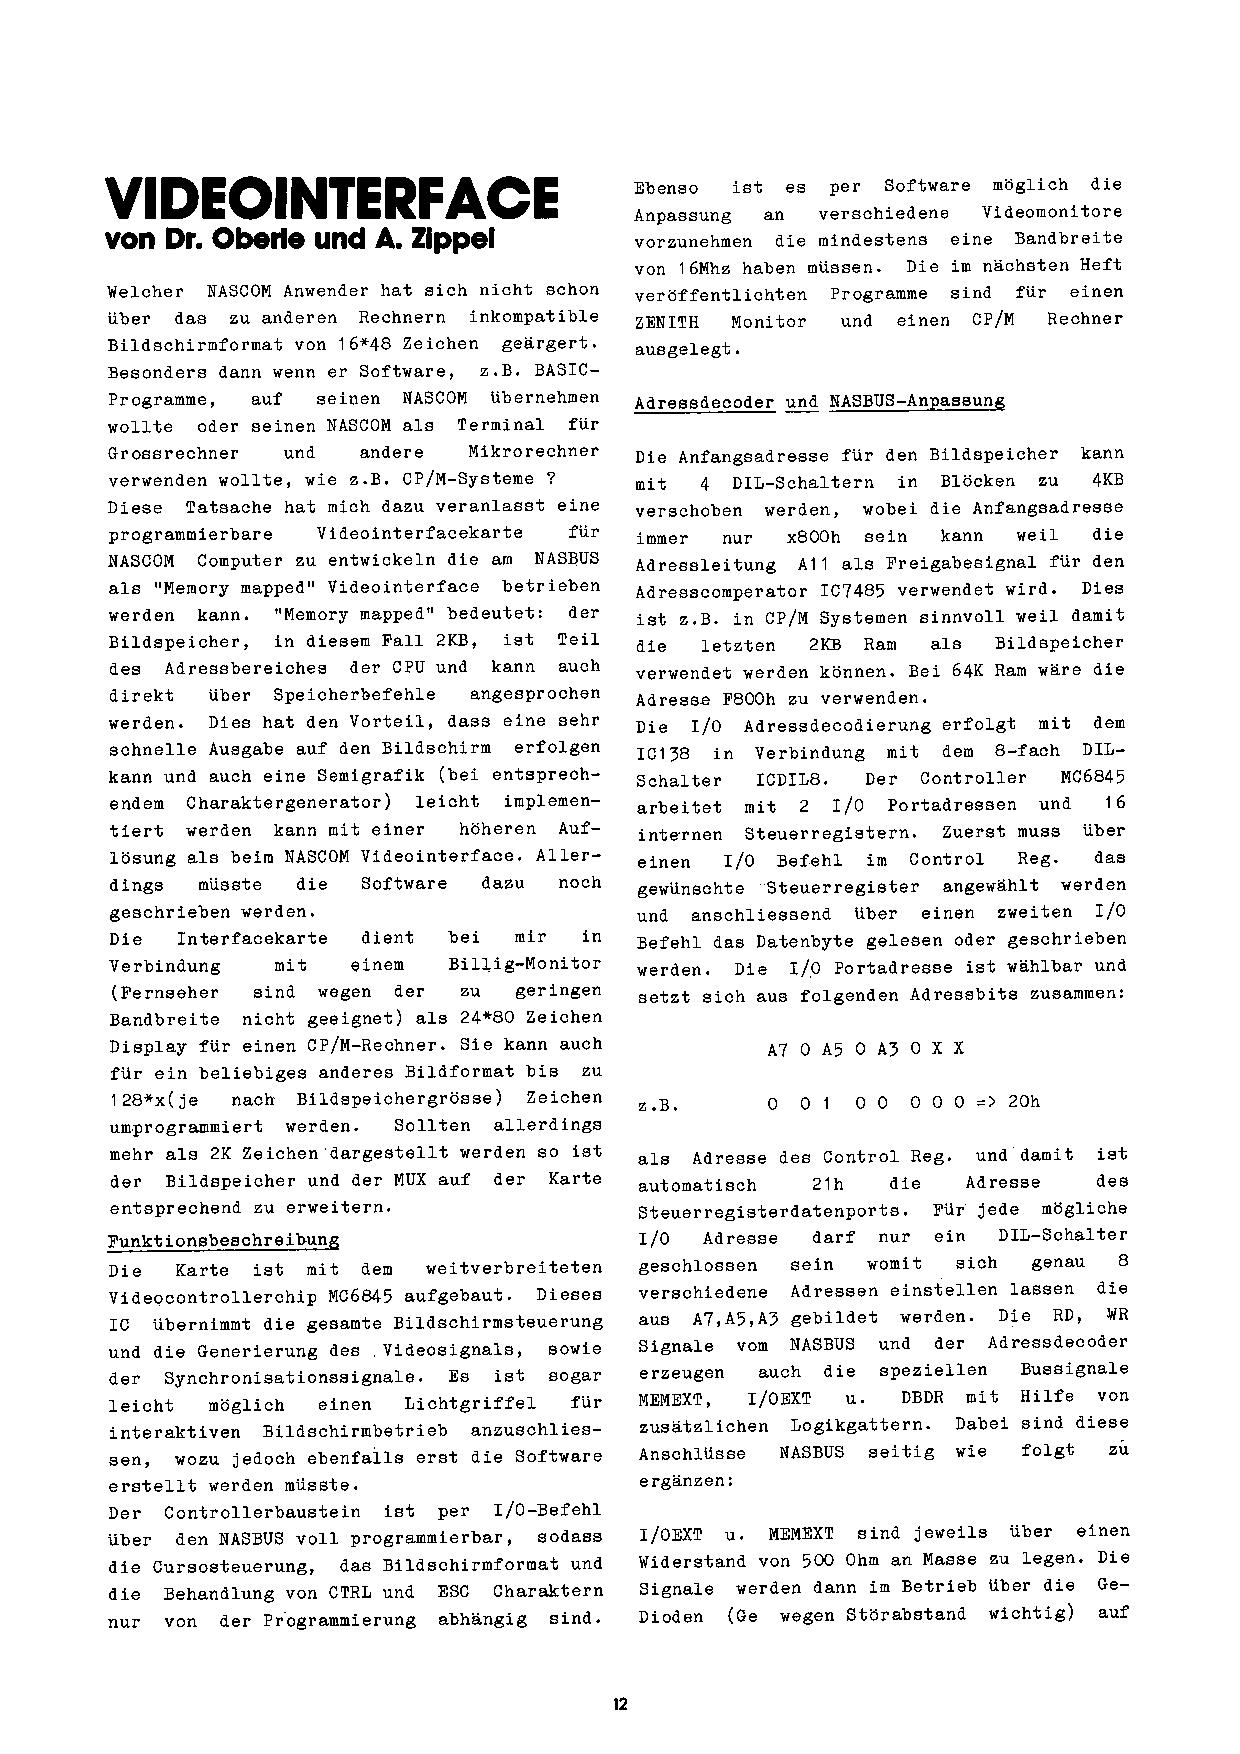 VIDEOINTERFACE
von Dr. Oberle und A. Zippel
Welcher NASCOM Anwender hat sich nicht schon
über das zu anderen Rechnern inkompatible
Bildschirmformat von 16*48 Zeichen geärgert.
Besonders dann wenn er Software, z.B. BASIC-
Programme, auf seinen NASCOM übernehmen
wollte oder seinen NASCOM als Terminal für
Grossrechner und andere Mikrorechner
verwenden wollte, wie z.B. CP/M-Systeme ?
Diese Tatsache hat mich dazu veranlasst eine
programmierbare Videointerfacekarte für
NASCOM Computer zu entwickeln die am NASBUS
als "Memory mapped" Videointerface betrieben
werden kann. "Memory mapped" bedeutet: der
Bildspeicher, in diesem Fall 2KB, ist Teil
des Adressbereiches der CPU und kann auch
direkt über Speicherbefehle angesprochen
werden. Dies hat den Vorteil, dass eine sehr
schnelle Ausgabe auf den Bildschirm erfolgen
kann und auch eine Semigrafik (bei entsprech-
endem Charaktergenerator) leicht implemen-
tiert werden kann mit einer höheren Auf-
lösung als beim NASCOM Videointerface. Aller-
dings müsste die Software dazu noch
geschrieben werden.
Die Interfacekarte dient bei mir in
Verbindung mit einem Billig-Monitor
(Fernseher sind wegen der zu geringen
Bandbreite nicht geeignet) als 24*80 Zeichen
Display für einen CP/M-Rechner. Sie kann auch
für ein beliebiges anderes Bildformat bis zu
128*x(je nach Bildspeichergrösse) Zeichen
umprogrammiert werden. Sollten allerdings
mehr als 2K Zeichen dargestellt werden so ist
der Bildspeicher und der MUX auf der Karte
entsprechend zu erweitern.
Funktionsbeschreibung
Die Karte ist mit dem weitverbreiteten
Videocontrollerchip MC6845 aufgebaut. Dieses
IC übernimmt die gesamte Bildschirmsteuerung
und die Generierung des Videosignals, sowie
der Synchronisationssignale. Es ist sogar
leicht möglich einen Lichtgriffel für
interaktiven Bildschirmbetrieb anzuschlies-
sen, wozu jedoch ebenfalls erst die Software
erstellt werden müsste.
Der Controllerbaustein ist per I/O-Befehl
über den NASBUS voll programmierbar, sodass
die Cursosteuerung, das Bildschirmformat und
die Behandlung von CTRL und ESC Charaktern
nur von der Programmierung abhängig sind.
Ebenso ist es per Software möglich die
Anpassung an verschiedene Videomonitore
vorzunehmen die mindestens eine Bandbreite
von 16Mhz haben müssen. Die im nächsten Heft
veröffentlichten Programme sind für einen
ZENITH Monitor und einen CP/M Rechner
ausgelegt.
Adressdecoder und NASBUS-Anpassung
Die Anfangsadresse für den Bildspeicher kann
mit 4 DIL-Schaltern in Blöcken zu 4KB
verschoben werden, wobei die Anfangsadresse
immer nur x800h sein kann weil die
Adressleitung A11 als Freigabesignal für den
Adresscomperator IC7485 verwendet wird. Dies
ist z.B. in CP/M Systemen sinnvoll weil damit
die letzten 2KB Ram als Bildspeicher
verwendet werden können. Bei 64K Ram wäre die
Adresse F800h zu verwenden.
Die I/O Adressdecodierung erfolgt mit dem
IC138 in Verbindung mit dem 8-fach DIL-
Schalter ICDIL8. Der Controller MC6845
arbeitet mit 2 I/O Portadressen und 16
internen Steuerregistern. Zuerst muss über
einen I/O Befehl im Control Reg. das
gewünschte Steuerregister angewählt werden
und anschliessend über einen zweiten I/O
Befehl das Datenbyte gelesen oder geschrieben
werden. Die I/O Portadresse ist wählbar und
setzt sich aus folgenden Adressbits zusammen:
A7 0 A5 0 A3 0 X X
z.B. 0 0 1 0 0 0 0 0 => 20h
als Adresse des Control Reg. und damit ist
automatisch 21h die Adresse des
Steuerregisterdatenports. Für jede mögliche
I/O Adresse darf nur ein DIL-Schalter
geschlossen sein womit sich genau 8
verschiedene Adressen einstellen lassen die
aus A7,A5,A3 gebildet werden. Die RD, WR
Signale vom NASBUS und der Adressdecoder
erzeugen auch die speziellen Bussignale
MEMEXT, I/OEXT u. DBDR mit Hilfe von
zusätzlichen Logikgattern. Dabei sind diese
Anschlüsse NASBUS seitig wie folgt zu
ergänzen:
I/OEXT u. MEMEXT sind jeweils über einen
Widerstand von 500 Ohm an Masse zu legen. Die
Signale werden dann im Betrieb über die Ge-
Dioden (Ge wegen Störabstand wichtig) auf
12